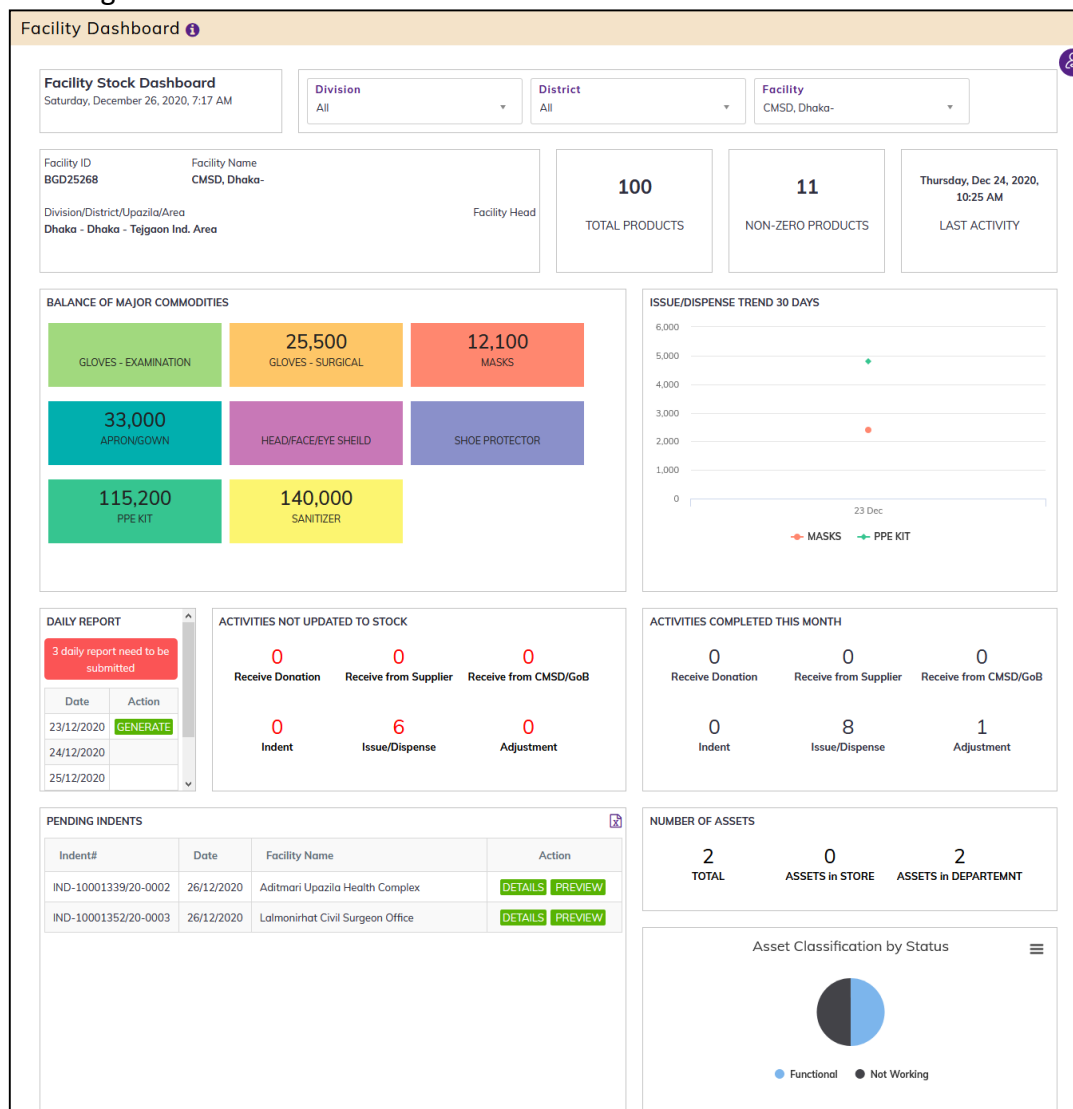 Facility Dashboard
Facility Stock Dashboard
Saturday, December 26, 2020, 7:17 AM
Division
All
District
All
Facility
CMSD, Dhaka-
Facility ID
BGD25268
Facility Name
CMSD, Dhaka-
Division/District/Upazila/Area
Dhaka - Dhaka - Tejgaon Ind. Area
Facility Head
100
TOTAL PRODUCTS
11
NON-ZERO PRODUCTS
Thursday, Dec 24, 2020,
10:25 AM
LAST ACTIVITY
BALANCE OF MAJOR COMMODITIES
GLOVES - EXAMINATION
25,500
GLOVES - SURGICAL
12,100
MASKS
33,000
APRON/GOWN
HEAD/FACE/EYE SHEILD
SHOE PROTECTOR
115,200
PPE KIT
140,000
SANITIZER
ISSUE/DISPENSE TREND 30 DAYS
6,000
5,000
4,000
3,000
2,000
1,000
0
23 Dec
MASKS PPE KIT
DAILY REPORT
3 daily report need to be
submitted
Date Action
23/12/2020 GENERATE
24/12/2020
25/12/2020
ACTIVITIES NOT UPDATED TO STOCK
0 0 0
Receive Donation Receive from Supplier Receive from CMSD/GoB
0 6 0
Indent Issue/Dispense Adjustment
ACTIVITIES COMPLETED THIS MONTH
0 0 0
Receive Donation Receive from Supplier Receive from CMSD/GoB
0 8 1
Indent Issue/Dispense Adjustment
PENDING INDENTS
Indent# Date Facility Name Action
IND-10001339/20-0002 26/12/2020 Aditmari Upazila Health Complex DETAILS PREVIEW
IND-10001352/20-0003 26/12/2020 Lalmonirhat Civil Surgeon Office DETAILS PREVIEW
NUMBER OF ASSETS
2 0 2
TOTAL ASSETS in STORE ASSETS in DEPARTEMNT
Asset Classification by Status
Functional Not Working